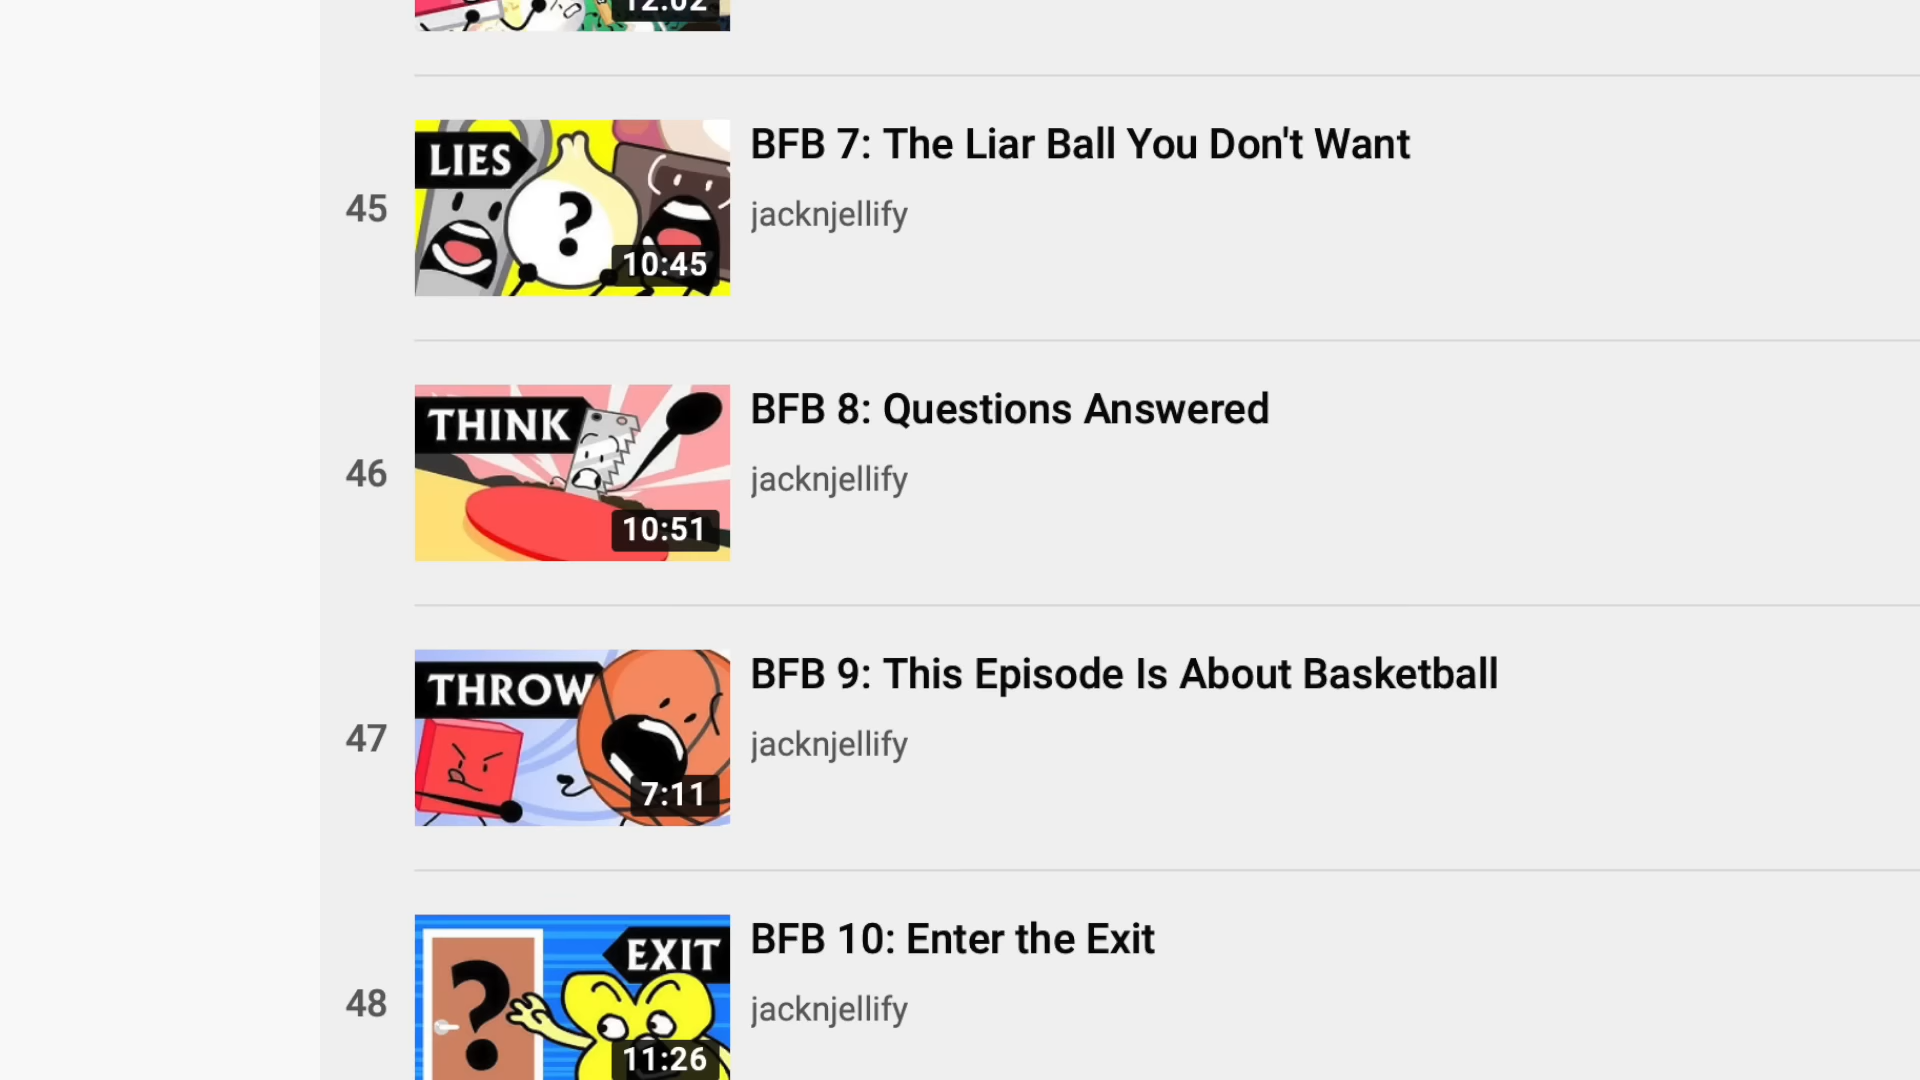 12:02
45
LIES
?
10:45
BFB 7: The Liar Ball You Don't Want
jacknjellify
46
THINK
10:51
BFB 8: Questions Answered
jacknjellify
47
THROW
7:11
BFB 9: This Episode Is About Basketball
jacknjellify
48
EXIT
?
11:26
BFB 10: Enter the Exit
jacknjellify